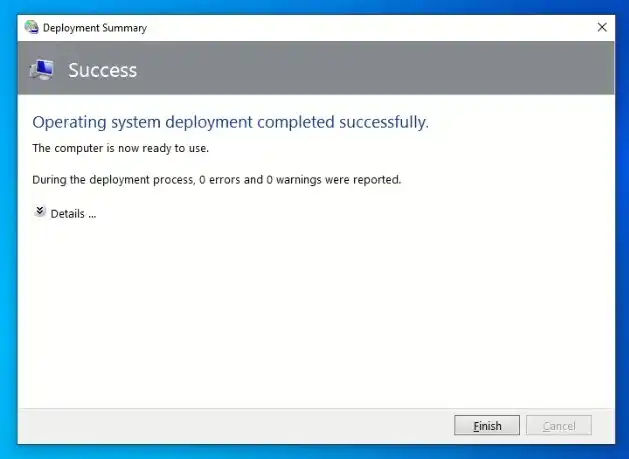 Deployment Summary
Success
Operating system deployment completed successfully.
The computer is now ready to use.
During the deployment process, 0 errors and 0 warnings were reported.
Details ...
Finish
Cancel